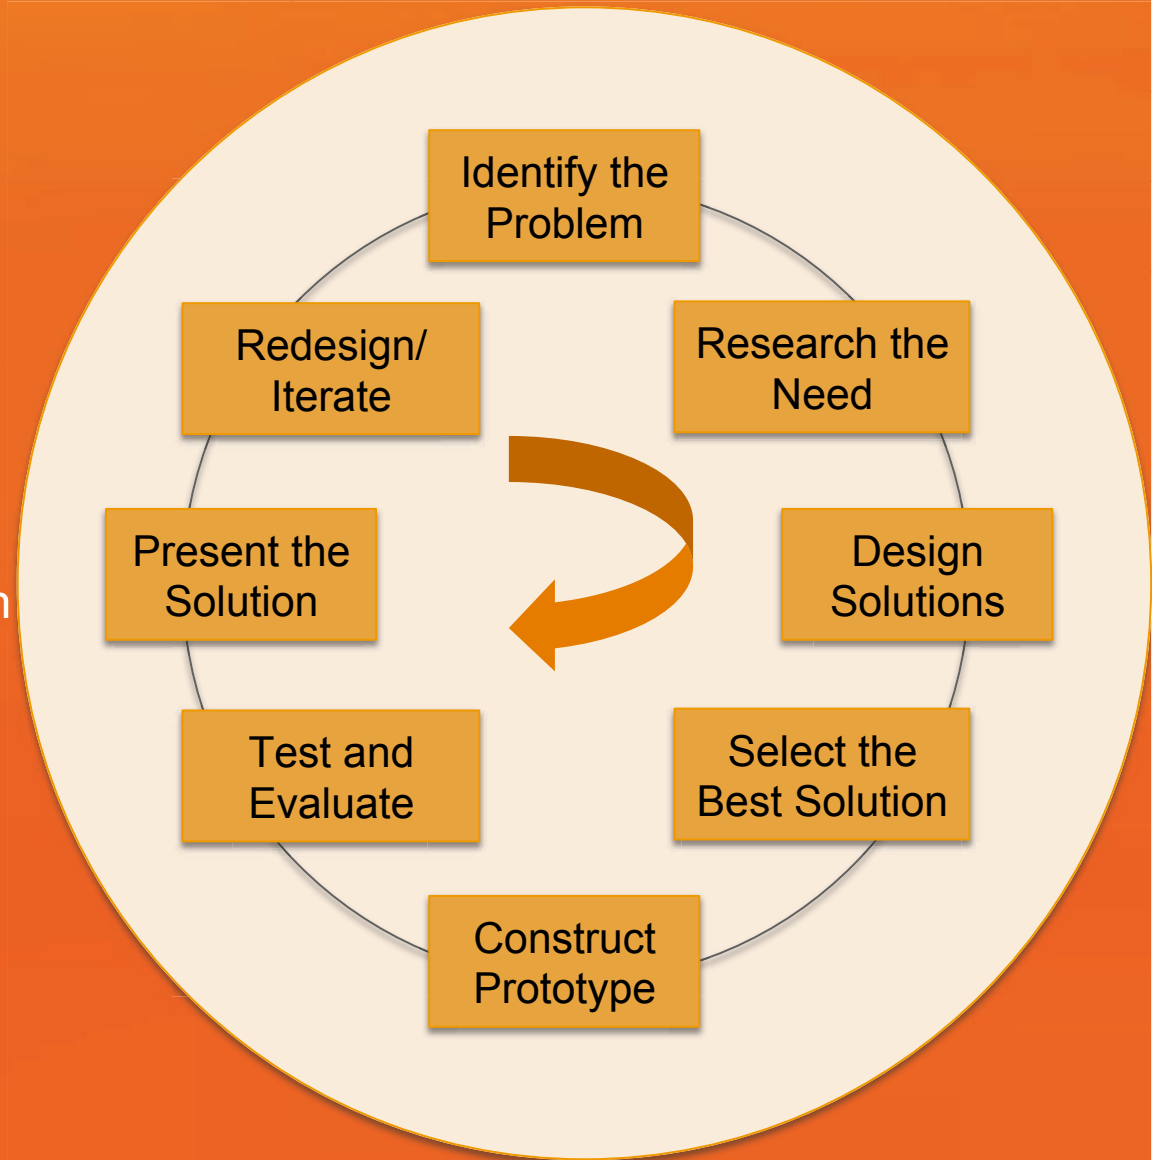 Identify the
Problem
Research the
Need
Design
Solutions
Select the
Best Solution
Construct
Prototype
Test and
Evaluate
Present the
Solution
Redesign/
Iterate
n